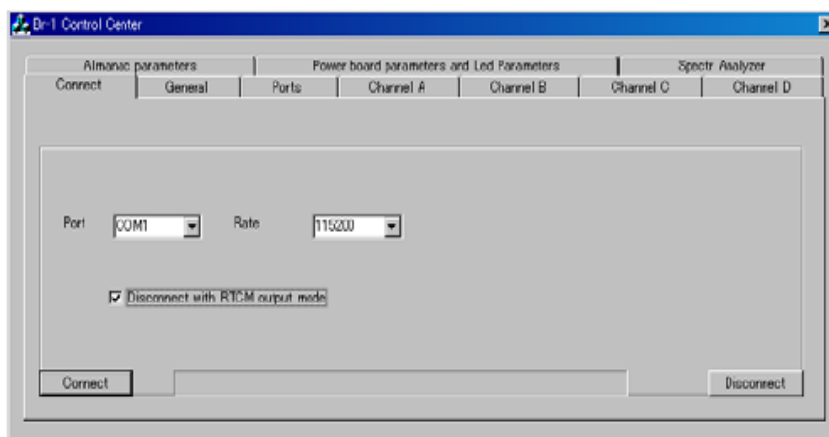 Br-1 Control Center
Almanac parameters Power board parameters and Led Parameters Spectr Analyzer
Connect General Ports Channel A Channel B Channel C Channel D
Port COM1 Rate 115200
Disconnect with RTCM output mode
Connect Disconnect